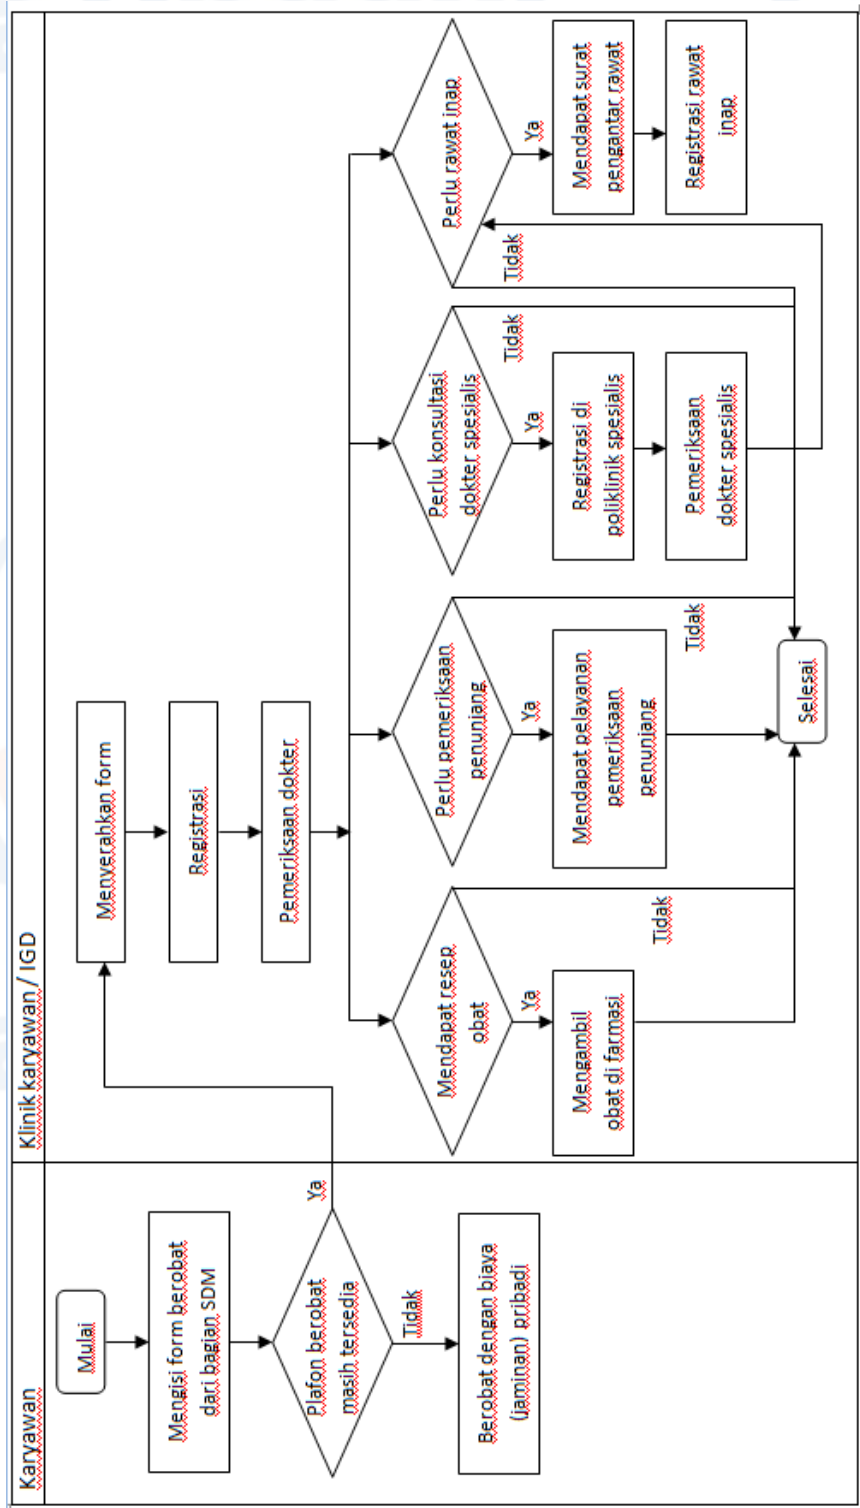 Karyawan
Klinik karyawan / IGD
Mulai
Mengisi form berobat
dari bagian SDM
Plafon berobat
masih tersedia
Ya
Tidak
Berobat dengan biaya
(jaminan) pribadi
Menyerahkan form
Registrasi
Pemeriksaan dokter
Mendapat resep
obat
Ya
Tidak
Mengambil
obat di farmasi
Perlu pemeriksaan
penunjang
Ya
Tidak
Mendapat pelayanan
pemeriksaan
penunjang
Perlu konsultasi
dokter spesialis
Ya
Tidak
Registrasi di
poliklinik spesialis
Pemeriksaan
dokter spesialis
Perlu rawat inap
Ya
Tidak
Mendapat surat
pengantar rawat
Registrasi rawat
inap
Selesai